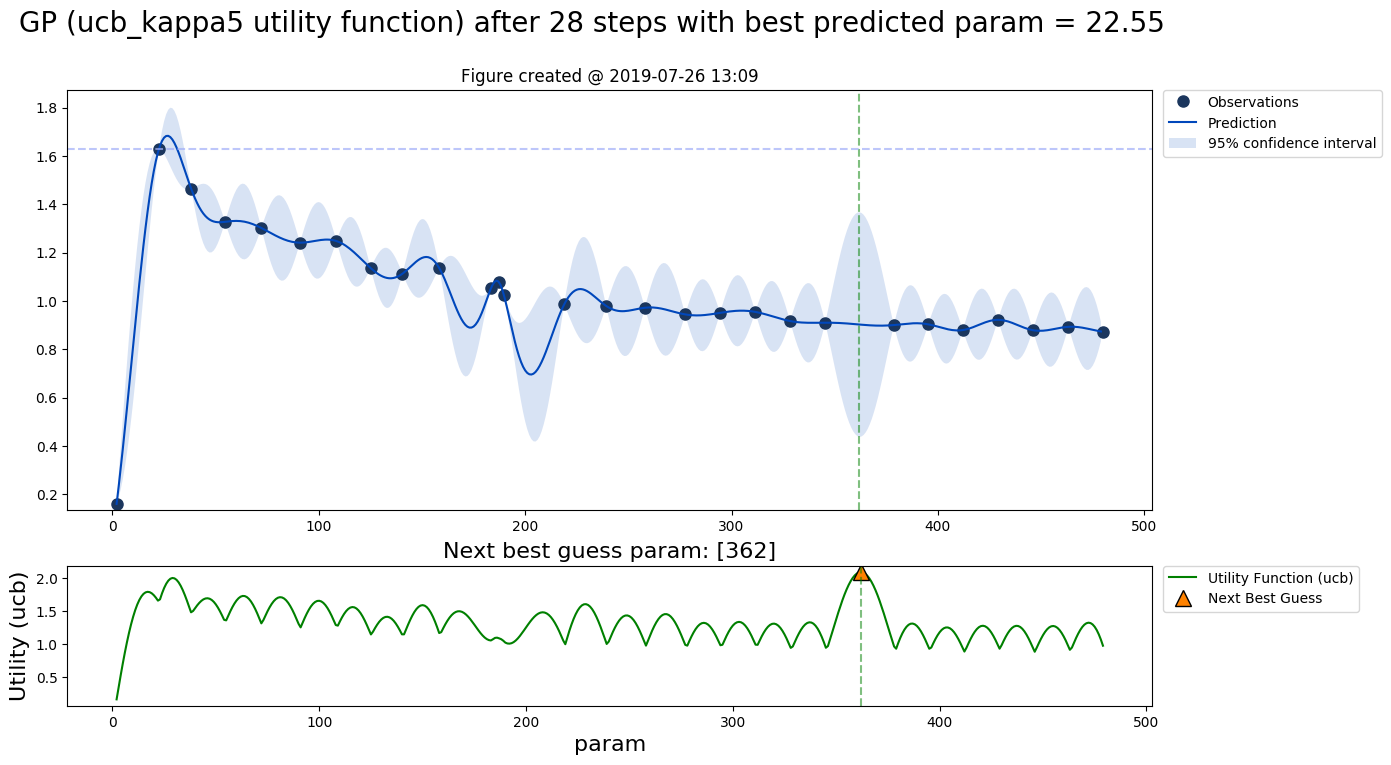 GP (ucb_kappa5 utility function) after 28 steps with best predicted param = 22.55
Figure created @ 2019-07-26 13:09
1.8
1.6
1.4
1.2
1.0
0.8
0.6
0.4
0.2
0 100 200 300 400 500
Observations
Prediction
95% confidence interval
Next best guess param: [362]
Utility (ucb)
2.0
1.5
1.0
0.5
0 100 200 300 400 500
param
Utility Function (ucb)
Next Best Guess